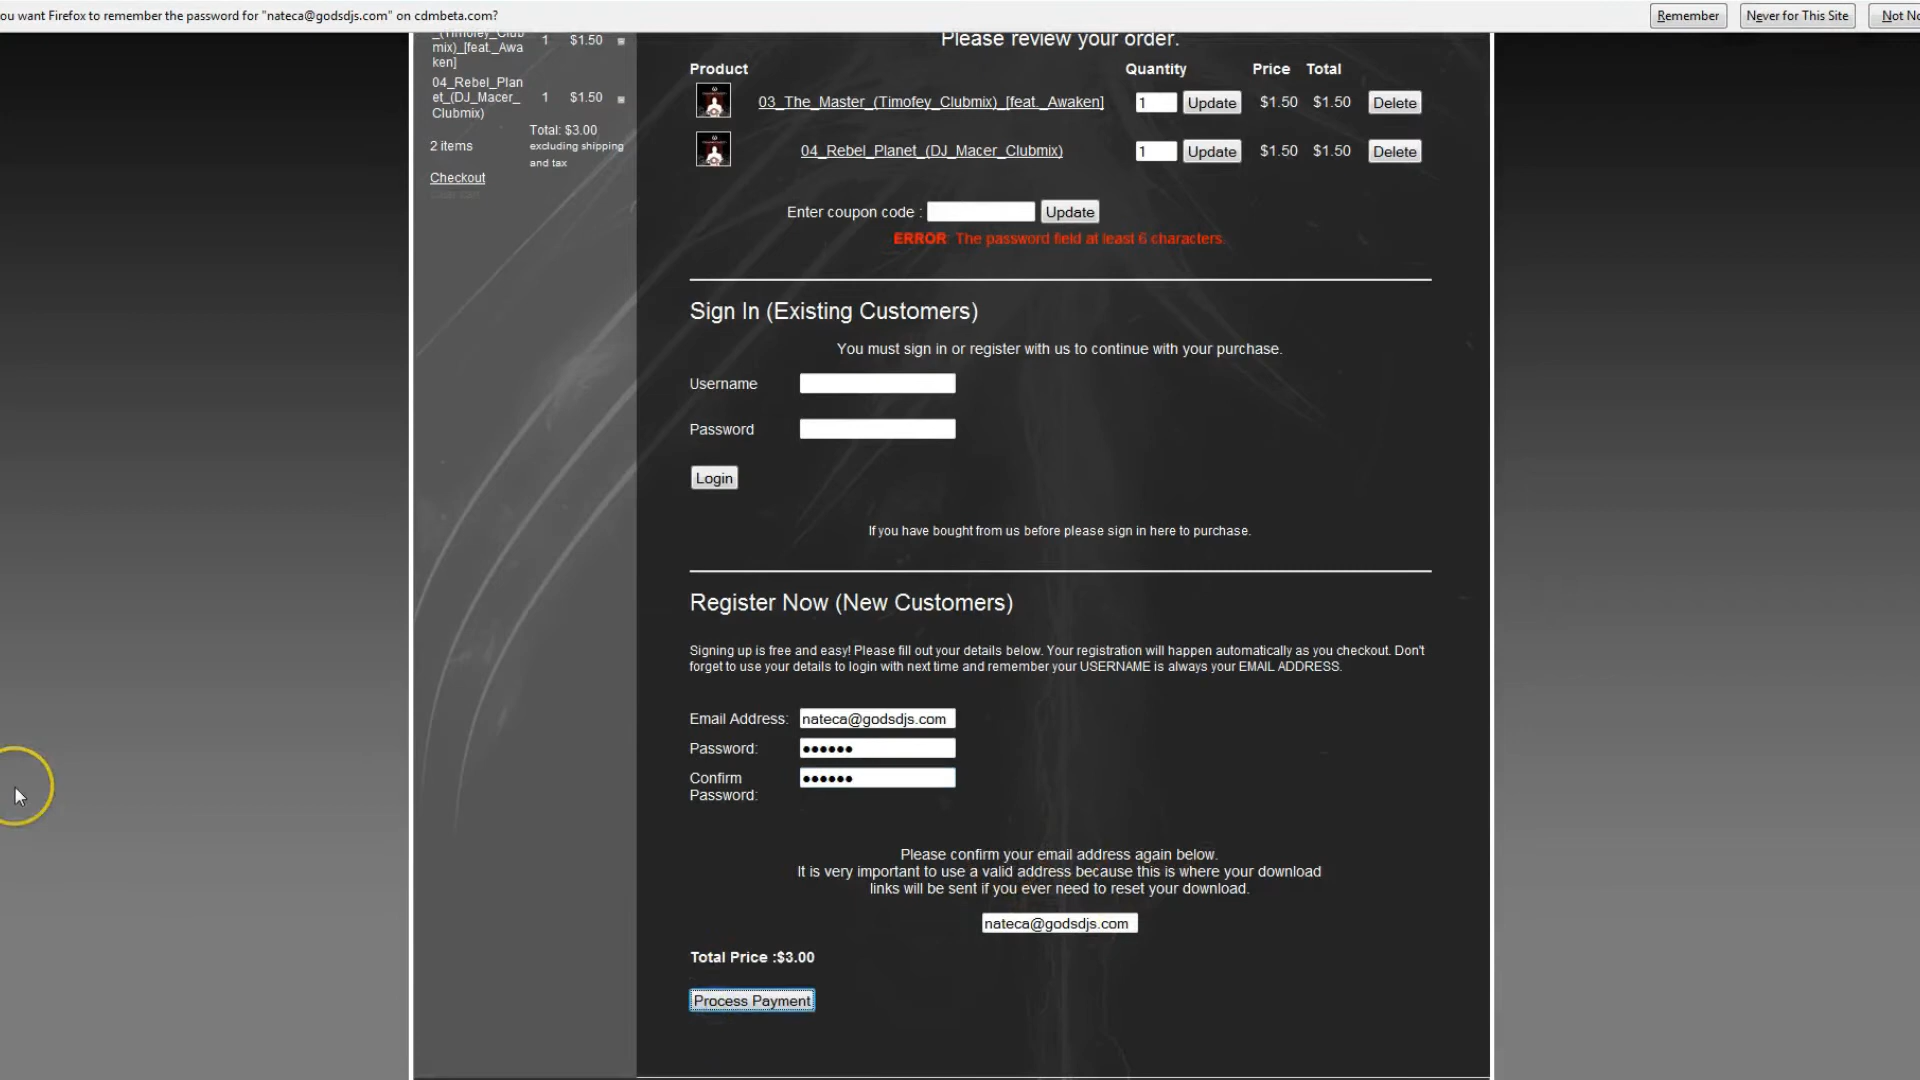 ou want Firefox to remember the password for "nateca@godsdjs.com" on cdmbeta.com?
Remember
Never for This Site
Not No
_(Timofey_Club
mix)_[feat._Awa
ken]
1
$1.50
04_Rebel_Plan
et_(DJ_Macer_
Clubmix)
1
$1.50
Total: $3.00
excluding shipping
and tax
2 items
Checkout
Please review your order.
Product Quantity Price Total
03_The_Master_(Timofey_Clubmix)_[feat._Awaken] 1 Update $1.50 $1.50 Delete
04_Rebel_Planet_(DJ_Macer_Clubmix) 1 Update $1.50 $1.50 Delete
Enter coupon code : Update
ERROR: The password field at least 6 characters.
Sign In (Existing Customers)
You must sign in or register with us to continue with your purchase.
Username
Password
Login
If you have bought from us before please sign in here to purchase.
Register Now (New Customers)
Signing up is free and easy! Please fill out your details below. Your registration will happen automatically as you checkout. Don't
forget to use your details to login with next time and remember your USERNAME is always your EMAIL ADDRESS.
Email Address: nateca@godsdjs.com
Password: ●●●●●●
Confirm ●●●●●●
Password:
Please confirm your email address again below.
It is very important to use a valid address because this is where your download
links will be sent if you ever need to reset your download.
nateca@godsdjs.com
Total Price :$3.00
Process Payment